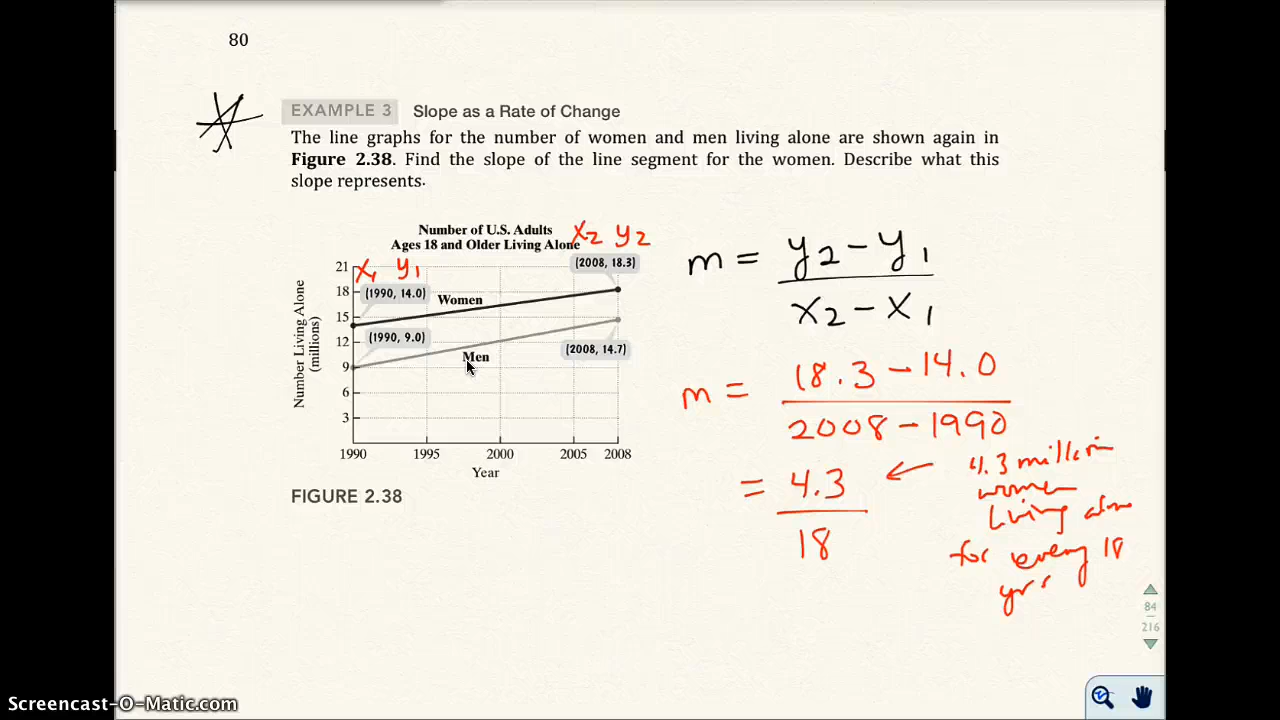 80
EXAMPLE 3 Slope as a Rate of Change
The line graphs for the number of women and men living alone are shown again in
Figure 2.38. Find the slope of the line segment for the women. Describe what this
slope represents.
Number of U.S. Adults
Ages 18 and Older Living Alone
x2 y2
x1 y1
(2008, 18.3)
(1990, 14.0)
Women
(1990, 9.0)
Men
(2008, 14.7)
Number Living Alone
(millions)
21
18
15
12
9
6
3
1990 1995 2000 2005 2008
Year
FIGURE 2.38
m = y2 - y1
x2 - x1
m = 18.3 - 14.0
2008 - 1990
= 4.3
18
4.3 million
women
living alone
for every 18
yrs
84
216
Screencast-O-Matic.com